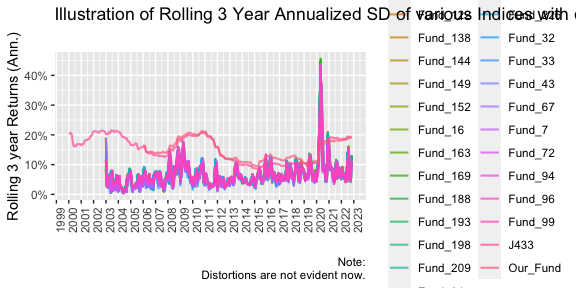 Illustration of Rolling 3 Year Annualized SD of various Indices with
Rolling 3 year Returns (Ann.)
40%
30%
20%
10%
0%
1999
2000
2001
2002
2003
2004
2005
2006
2007
2008
2009
2010
2011
2012
2013
2014
2015
2016
2017
2018
2019
2020
2021
2022
2023
Note:
Distortions are not evident now.
Fund_138
Fund_144
Fund_149
Fund_152
Fund_16
Fund_163
Fund_169
Fund_188
Fund_193
Fund_198
Fund_209
Fund_32
Fund_33
Fund_43
Fund_67
Fund_7
Fund_72
Fund_94
Fund_96
Fund_99
J433
Our_Fund